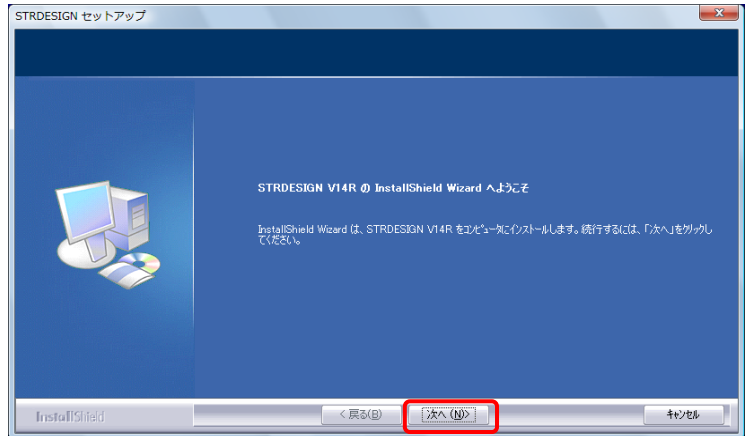 STRDESIGN セットアップ
STRDESIGN V14R の InstallShield Wizard へようこそ
InstallShield Wizard は、STRDESIGN V14R をｺﾝﾋﾟｭｰﾀにインストールします。続行するには、「次へ」をｸﾘｯｸし
てください。
InstallShield
< 戻る(B)
次へ (N)>
ｷｬﾝｾﾙ